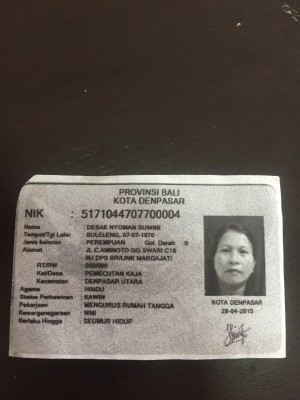 PROVINSI BALI
KOTA DENPASAR
NIK : 5171044707700004
Nama : DESAK NYOMAN SUWINI
Tempat/Tgl Lahir : BULELENG, 07-07-1970
Jenis kelamin : PEREMPUAN Gol. Darah B
Alamat : JL.C.AMINOTO GG.SWARI C18
MJ DPS BR/LINK MARGAJATI
RT/RW : 000/000
Kel/Desa : PEMECUTAN KAJA
Kecamatan : DENPASAR UTARA
Agama : HINDU
Status Perkawinan : KAWIN
Pekerjaan : MENGURUS RUMAH TANGGA
Kewarganegaraan : WNI
Berlaku Hingga : SEUMUR HIDUP
KOTA DENPASAR
28-04-2015